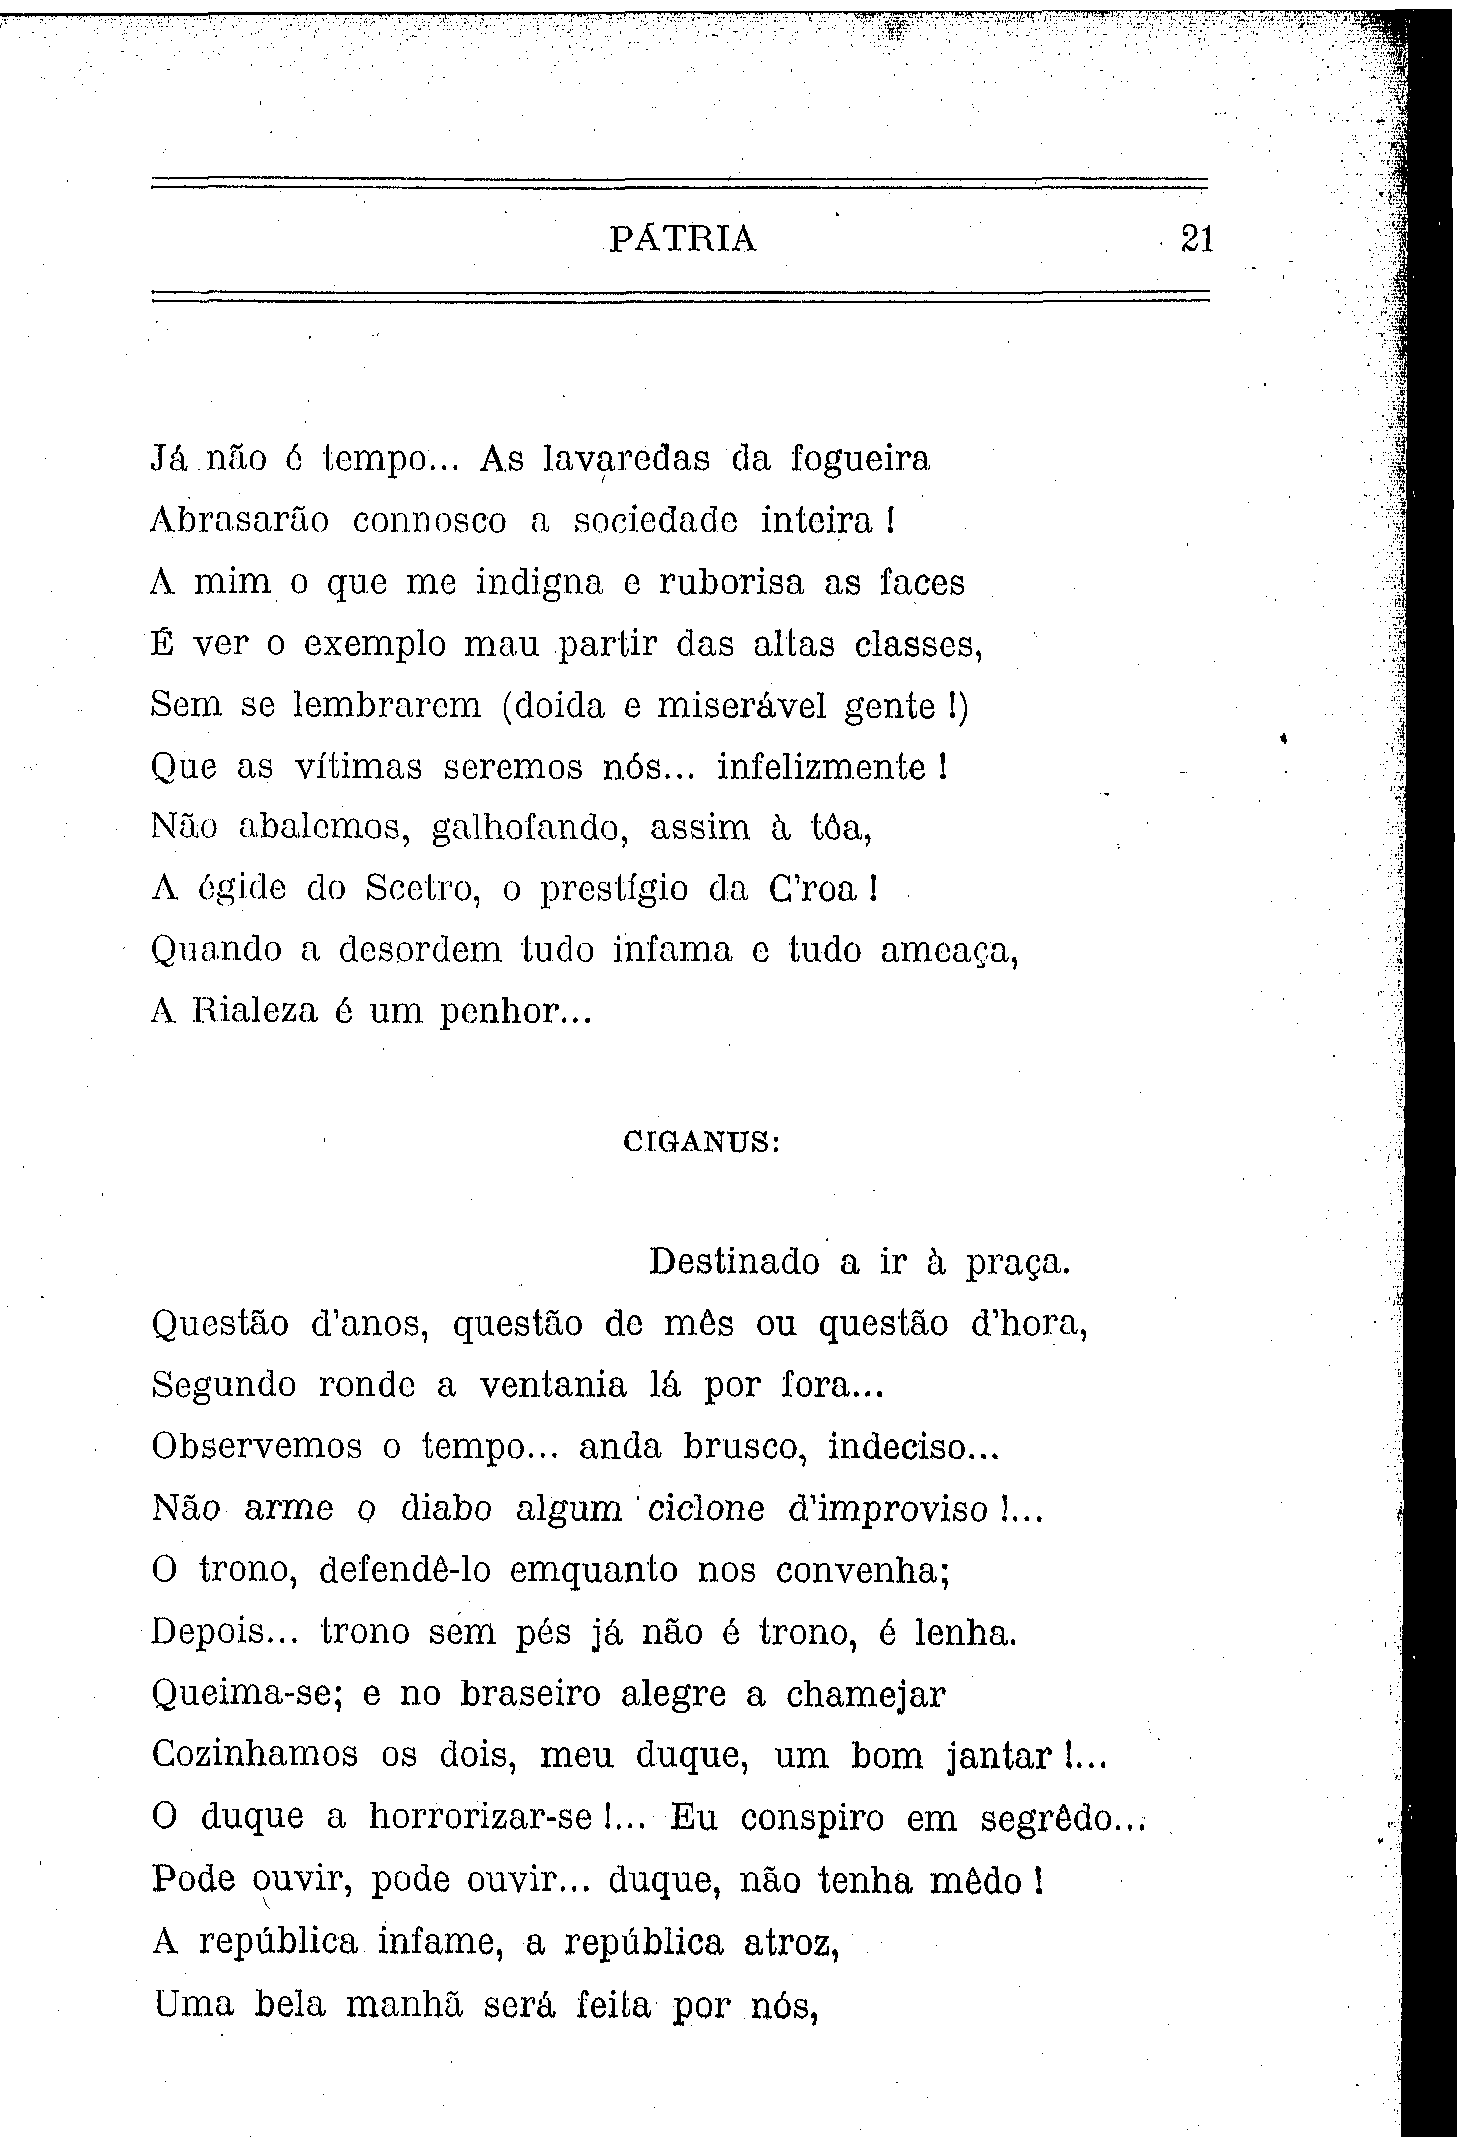 PÁTRIA 21
Já não é tempo... As lavaredas da fogueira
Abrasarão connosco a sociedade inteira !
A mim o que me indigna e ruborisa as faces
É ver o exemplo mau partir das altas classes,
Sem se lembrarem (doida e miserável gente !)
Que as vítimas seremos nós... infelizmente !
Não abalemos, galhofando, assim à tôa,
A égide do Scetro, o prestígio da C'roa !
Quando a desordem tudo infama e tudo ameaça,
A Rialeza é um penhor...
CIGANUS:
Destinado a ir à praça.
Questão d'anos, questão de mês ou questão d'hora,
Segundo ronde a ventania lá por fora...
Observemos o tempo... anda brusco, indeciso...
Não arme o diabo algum ciclone d'improviso !...
O trono, defendê-lo emquanto nos convenha;
Depois... trono sem pés já não é trono, é lenha.
Queima-se; e no braseiro alegre a chamejar
Cozinhamos os dois, meu duque, um bom jantar !...
O duque a horrorizar-se !... Eu conspiro em segrêdo...
Pode ouvir, pode ouvir... duque, não tenha mêdo !
A república infame, a república atroz,
Uma bela manhã será feita por nós,